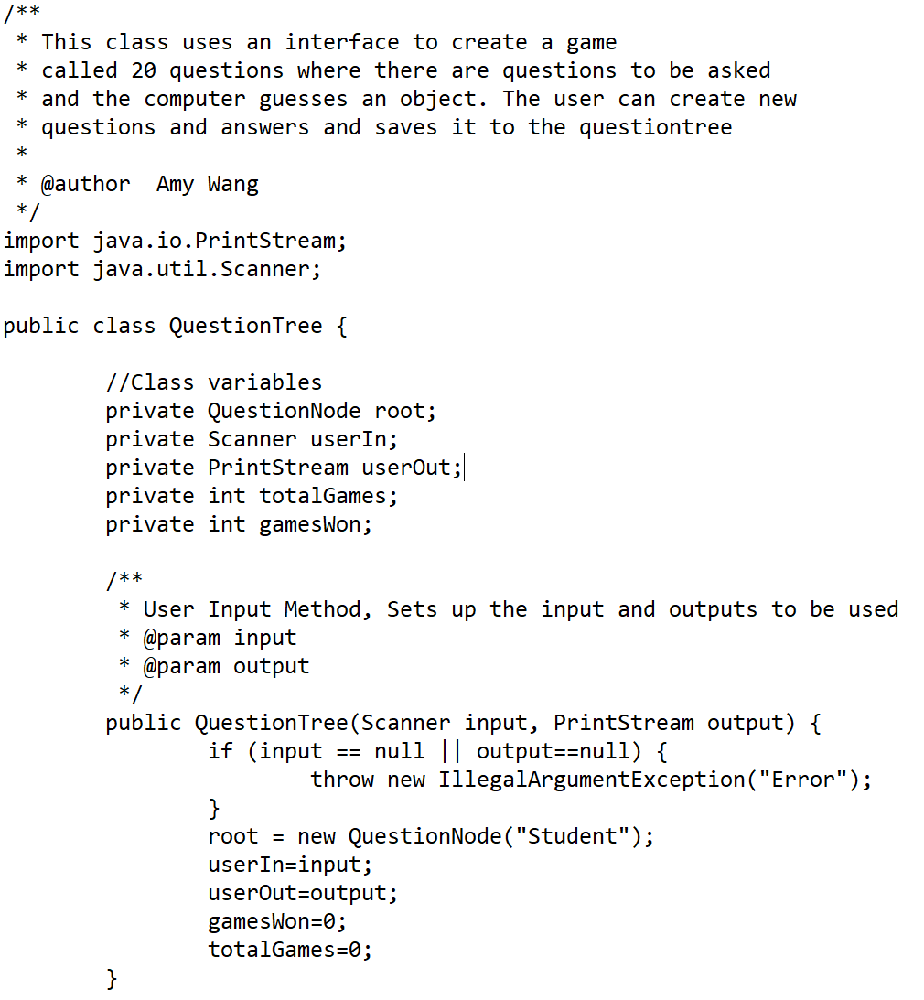 /**
 * This class uses an interface to create a game
 * called 20 questions where there are questions to be asked
 * and the computer guesses an object. The user can create new
 * questions and answers and saves it to the questiontree
 *
 * @author  Amy Wang
 */
import java.io.PrintStream;
import java.util.Scanner;

public class QuestionTree {

        //Class variables
        private QuestionNode root;
        private Scanner userIn;
        private PrintStream userOut;
        private int totalGames;
        private int gamesWon;

        /**
         * User Input Method, Sets up the input and outputs to be used
         * @param input
         * @param output
         */
        public QuestionTree(Scanner input, PrintStream output) {
                if (input == null || output==null) {
                        throw new IllegalArgumentException("Error");
                }
                root = new QuestionNode("Student");
                userIn=input;
                userOut=output;
                gamesWon=0;
                totalGames=0;
        }